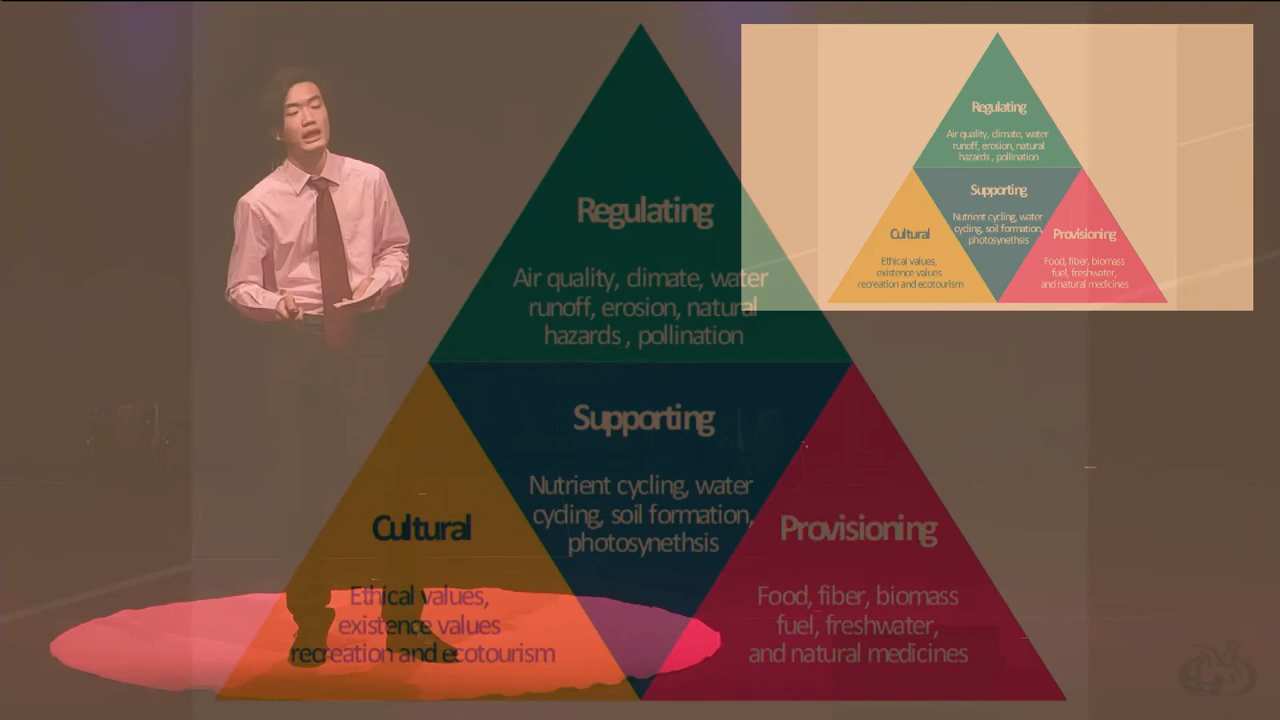 Regulating
Air quality, climate, water
runoff, erosion, natural
hazards , pollination
Supporting
Nutrient cycling, water
cycling, soil formation,
photosynethsis
Cultural
Ethical values,
existence values
recreation and ecotourism
Provisioning
Food, fiber, biomass
fuel, freshwater,
and natural medicines
Regulating
Air quality, climate, water
runoff, erosion, natural
hazards , pollination
Supporting
Nutrient cycling, water
cycling, soil formation,
photosynethsis
Cultural
Ethical values,
existence values
recreation and ecotourism
Provisioning
Food, fiber, biomass
fuel, freshwater,
and natural medicines